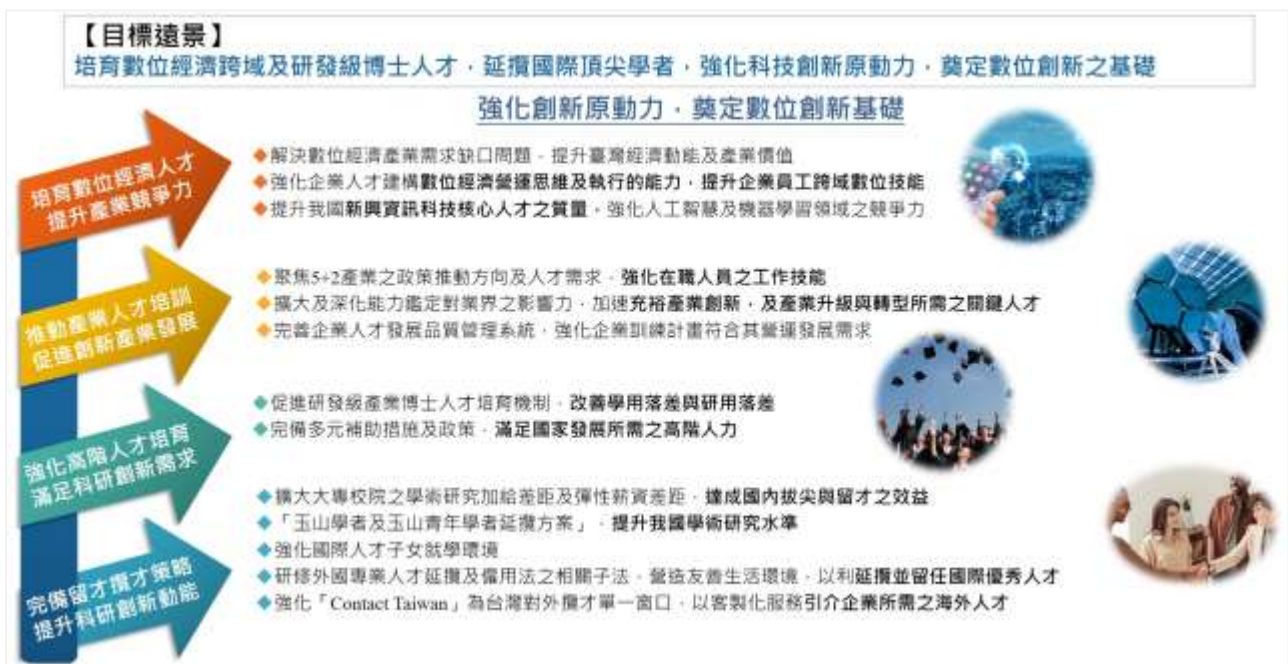 【目標遠景】
培育數位經濟跨域及研發級博士人才，延攬國際頂尖學者，強化科技創新原動力，奠定數位創新之基礎
強化創新原動力，奠定數位創新基礎
培育數位經濟人才
提升產業競爭力
◆解決數位經濟產業需求缺口問題，提升臺灣經濟動能及產業價值
◆強化企業人才建構數位經濟營運思維及執行的能力，提升企業員工跨域數位技能
◆提升我國新興資訊科技核心人才之質量，強化人工智慧及機器學習領域之競爭力
推動產業人才培訓
促進創新產業發展
◆聚焦5+2產業之政策推動方向及人才需求，強化在職人員之工作技能
◆擴大及深化能力鑑定對業界之影響力，加速充裕產業創新，及產業升級與轉型所需之關鍵人才
◆完善企業人才發展品質管理系統，強化企業訓練計畫符合其營運發展需求
強化高階人才培育
滿足科研創新需求
◆促進研發級產業博士人才培育機制，改善學用落差與研用落差
◆完備多元補助措施及政策，滿足國家發展所需之高階人力
完備留才攬才策略
提升科研創新動能
◆擴大大專校院之學術研究加給差距及彈性薪資差距，達成國內拔尖與留才之效益
◆「玉山學者及玉山青年學者延攬方案」，提升我國學術研究水準
◆強化國際人才子女就學環境
◆研修外國專業人才延攬及僱用法之相關子法，營造友善生活環境，以利延攬並留任國際優秀人才
◆強化「Contact Taiwan」為台灣對外攬才單一窗口，以客製化服務引介企業所需之海外人才